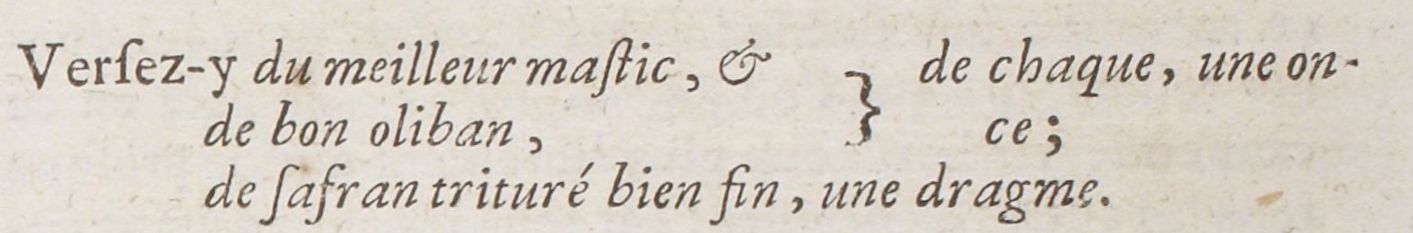 Verſez-y du meilleur maſtic, & } de chaque, une on-
de bon oliban, } ce;
de ſafran trituré bien fin, une dragme.